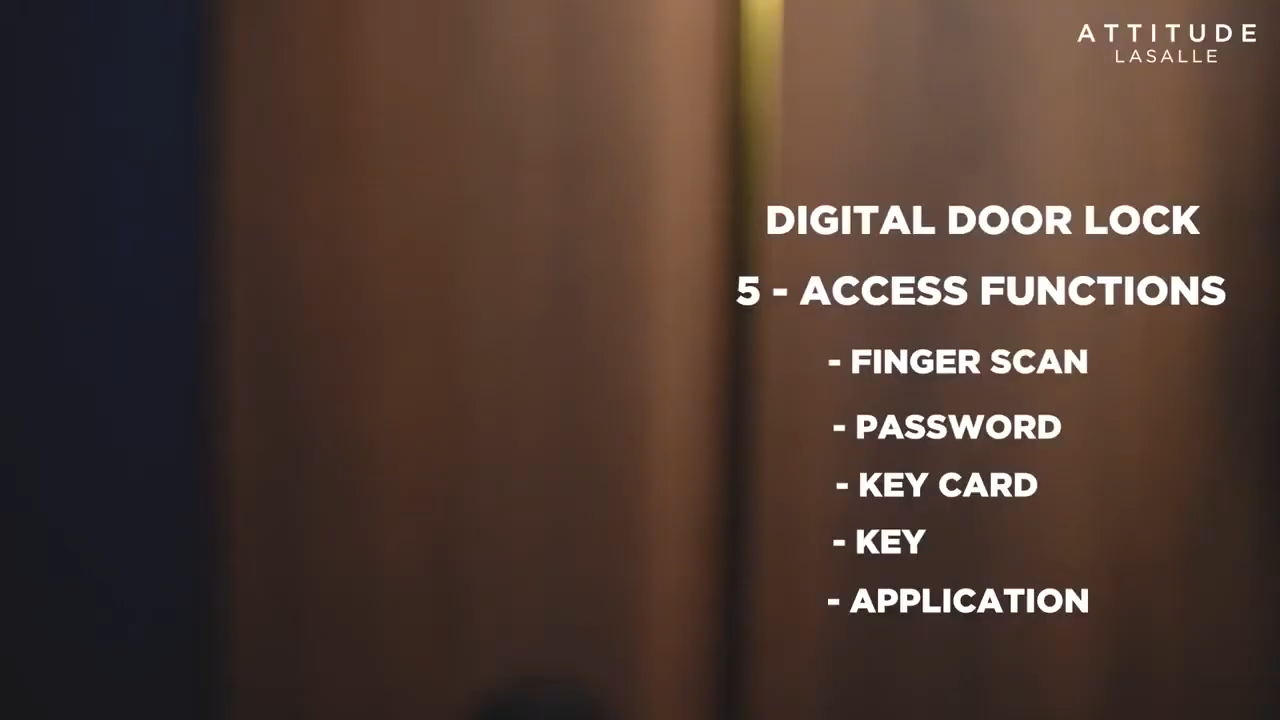 ATTITUDE
LASALLE
DIGITAL DOOR LOCK
5 - ACCESS FUNCTIONS
- FINGER SCAN
- PASSWORD
- KEY CARD
- KEY
- APPLICATION